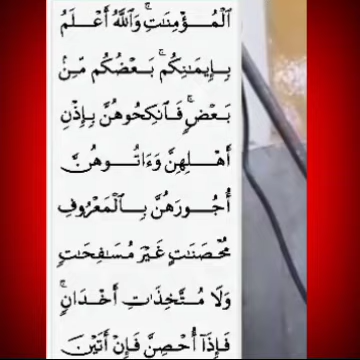 ٱلْمُؤْمِنَٰتِ ۚ وَٱللَّهُ أَعْلَمُ
بِإِيمَٰنِكُم ۚ بَعْضُكُم مِّنۢ
بَعْضٍ ۚ فَٱنكِحُوهُنَّ بِإِذْنِ
أَهْلِهِنَّ وَءَاتُوهُنَّ
أُجُورَهُنَّ بِٱلْمَعْرُوفِ
مُحْصَنَٰتٍ غَيْرَ مُسَٰفِحَٰتٍ
وَلَا مُتَّخِذَٰتِ أَخْدَانٍ ۚ
فَإِذَآ أُحْصِنَّ فَإِنْ أَتَيْنَ